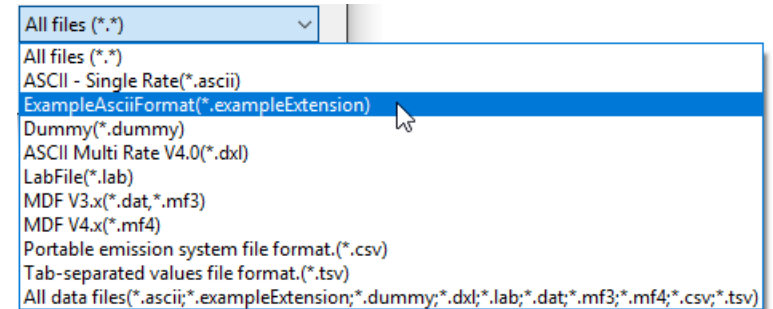 All files (*.*)
All files (*.*)
ASCII - Single Rate(*.ascii)
ExampleAsciiFormat(*.exampleExtension)
Dummy(*.dummy)
ASCII Multi Rate V4.0(*.dxl)
LabFile(*.lab)
MDF V3.x(*.dat,*.mf3)
MDF V4.x(*.mf4)
Portable emission system file format.(*.csv)
Tab-separated values file format.(*.tsv)
All data files(*.ascii;*.exampleExtension;*.dummy;*.dxl;*.lab;*.dat;*.mf3;*.mf4;*.csv;*.tsv)